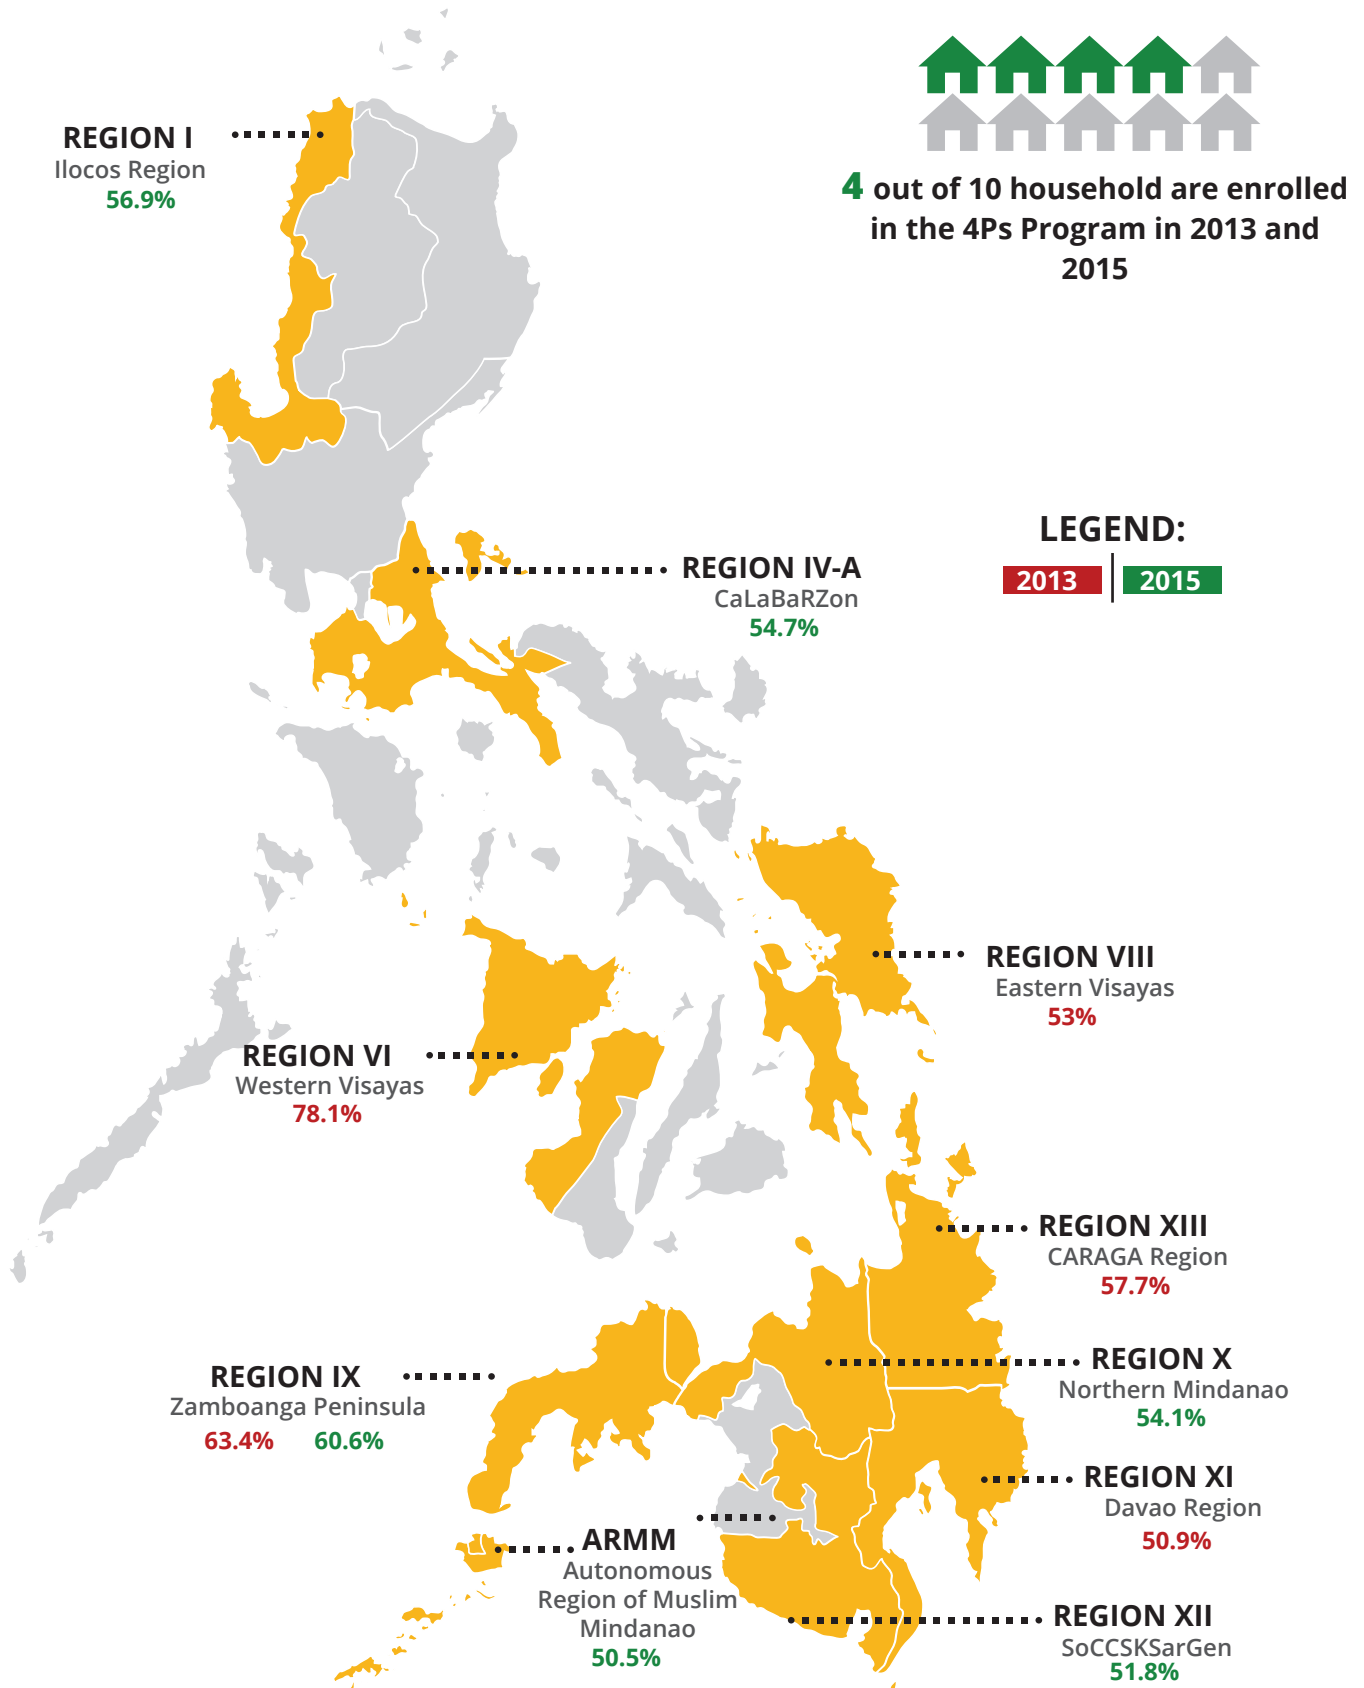 4 out of 10 household are enrolled
in the 4Ps Program in 2013 and
2015
REGION I
Ilocos Region
56.9%
LEGEND:
2013
2015
REGION IV-A
CaLaBaRZon
54.7%
REGION VIII
Eastern Visayas
53%
REGION VI
Western Visayas
78.1%
REGION XIII
CARAGA Region
57.7%
REGION X
Northern Mindanao
54.1%
REGION IX
Zamboanga Peninsula
63.4% 60.6%
REGION XI
Davao Region
50.9%
ARMM
Autonomous
Region of Muslim
Mindanao
50.5%
REGION XII
SoCCSKSarGen
51.8%